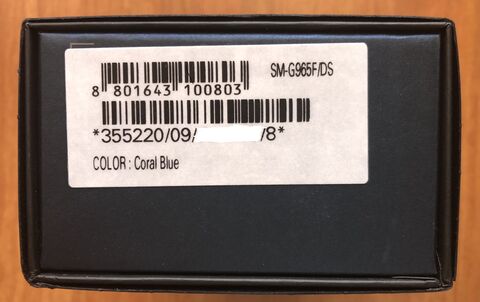 SM-G965F/DS
8 801643 100803
*355220/09/ /8*
COLOR : Coral Blue